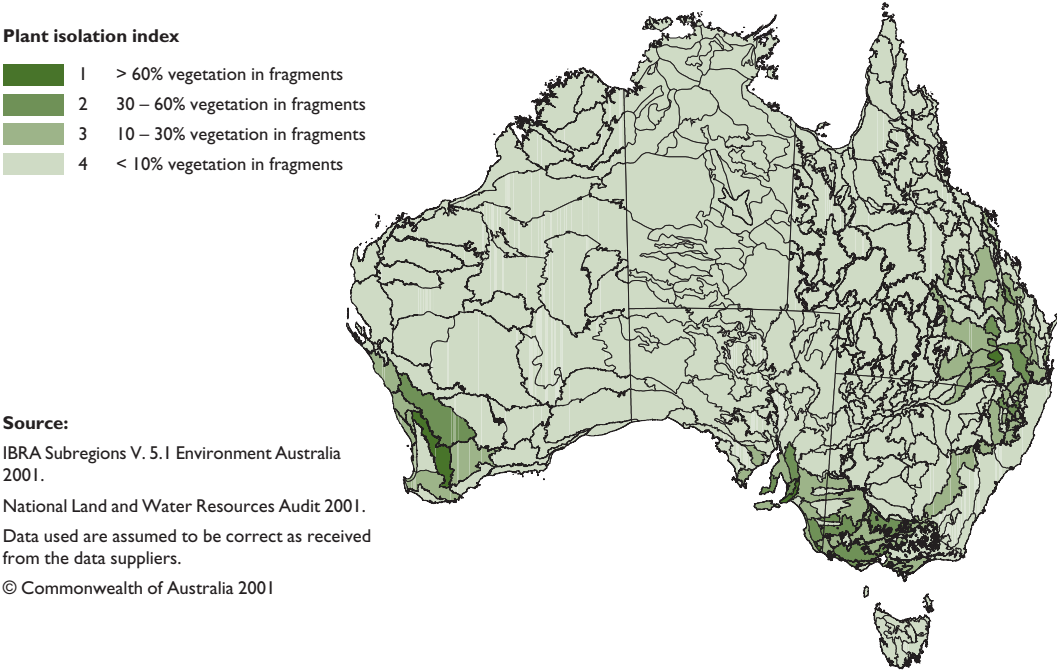 Plant isolation index
1 > 60% vegetation in fragments
2 30 – 60% vegetation in fragments
3 10 – 30% vegetation in fragments
4 < 10% vegetation in fragments
Source:
IBRA Subregions V. 5.1 Environment Australia
2001.
National Land and Water Resources Audit 2001.
Data used are assumed to be correct as received
from the data suppliers.
© Commonwealth of Australia 2001